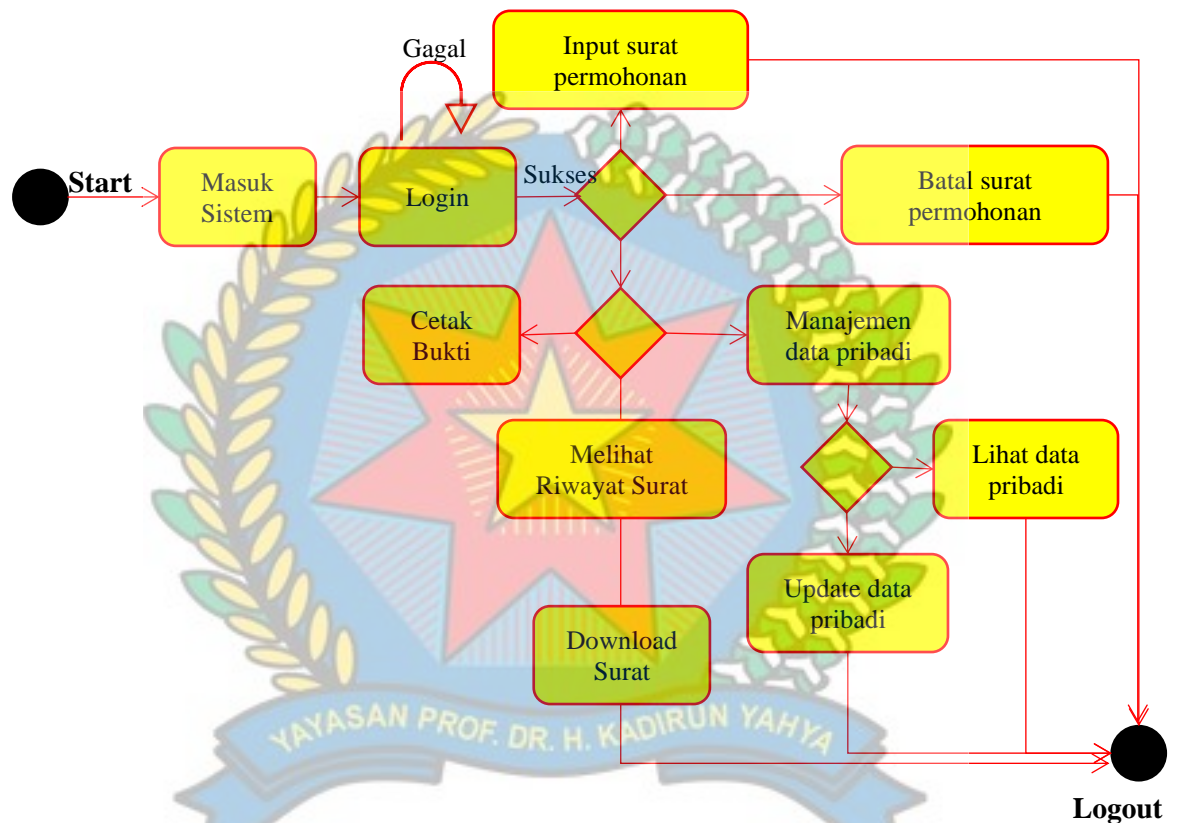 Gagal
Input surat
permohonan
Start
Masuk
Sistem
Login
Sukses
Batal surat
permohonan
Cetak
Bukti
Manajemen
data pribadi
Melihat
Riwayat Surat
Lihat data
pribadi
Update data
pribadi
Download
Surat
YAYASAN PROF. DR. H. KADIRUN YAHYA
Logout